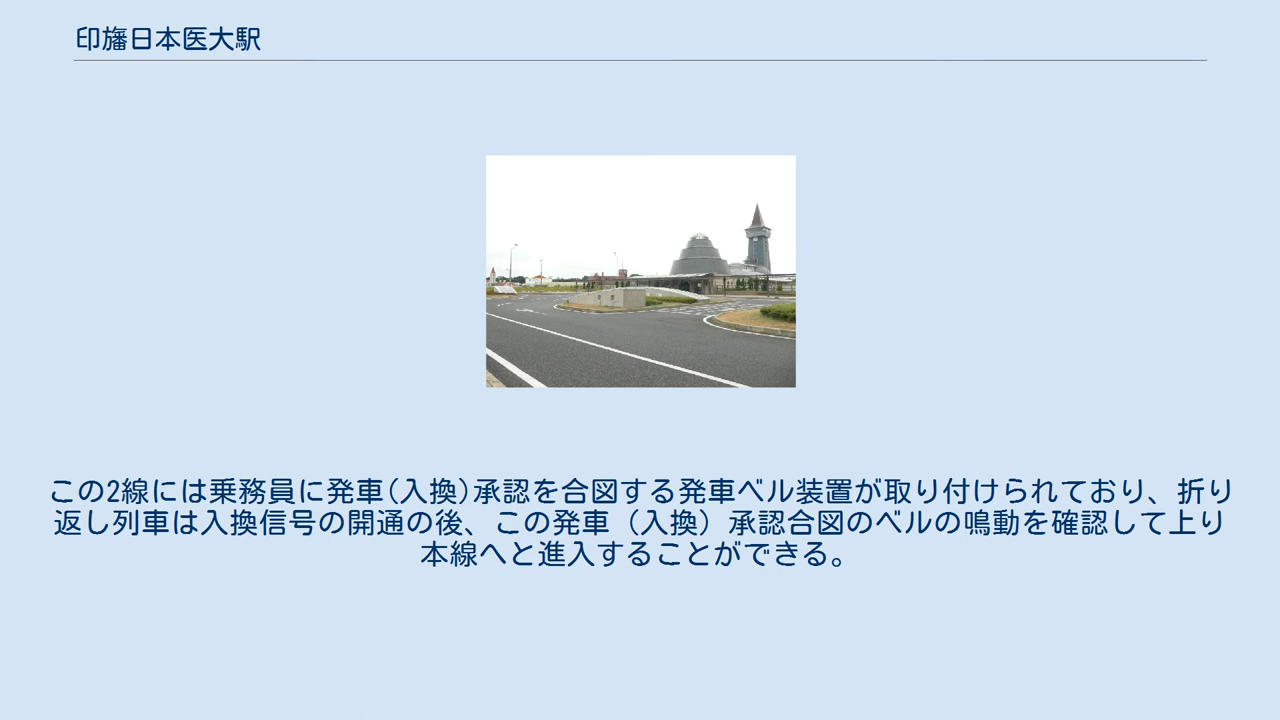 印旛日本医大駅
この2線には乗務員に発車(入換)承認を合図する発車ベル装置が取り付けられており、折り
返し列車は入換信号の開通の後、この発車（入換）承認合図のベルの鳴動を確認して上り
本線へと進入することができる。